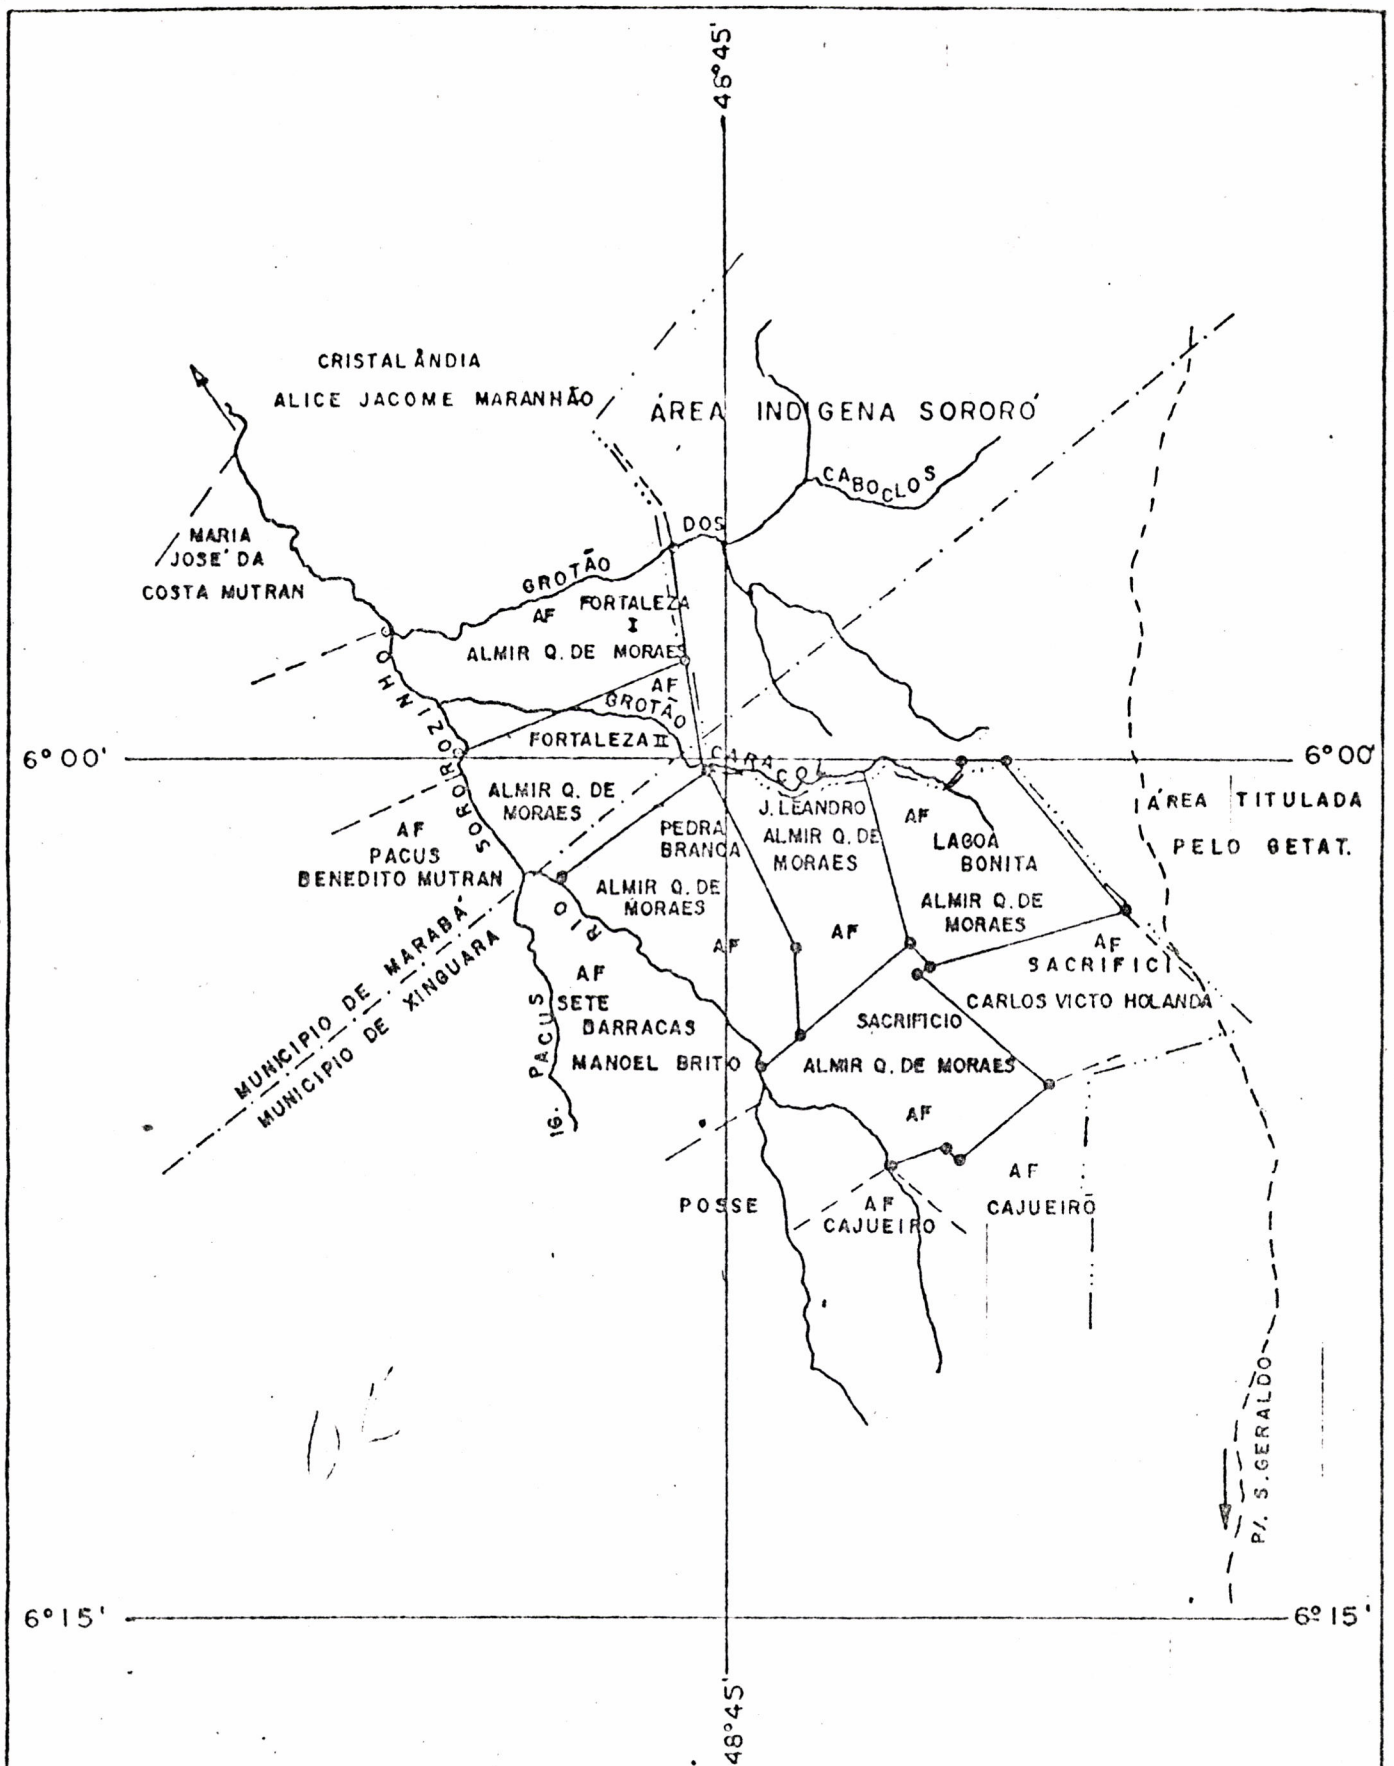 48°45'
CRISTALÂNDIA
ALICE JACOME MARANHÃO
ÁREA INDIGENA SORORÓ
CABOCLOS
DOS
MARIA
JOSÉ DA
COSTA MUTRAN
GROTÃO
AF FORTALEZA
I
ALMIR Q. DE MORAES
AF
GROTÃO
SOROROZINHO
FORTALEZA II
CARACOL
6°00'
6°00'
ALMIR Q. DE
MORAES
J. LEANDRO
ALMIR Q. DE
MORAES
AF
LAGOA
BONITA
ALMIR Q. DE
MORAES
ÁREA TITULADA
PELO GETAT.
AF
PACUS
BENEDITO MUTRAN
PEDRA
BRANCA
ALMIR Q. DE
MORAES
RIO
AF
AF
AF
SACRIFICI
CARLOS VICTO HOLANDA
MUNICIPIO DE MARABÁ
MUNICIPIO DE XINGUARA
IG. PACUS
AF
SETE
BARRACAS
MANOEL BRITO
SACRIFICIO
ALMIR Q. DE MORAES
AF
POSSE
AF
CAJUEIRO
AF
CAJUEIRO
P/. S. GERALDO
6°15'
6°15'
48°45'